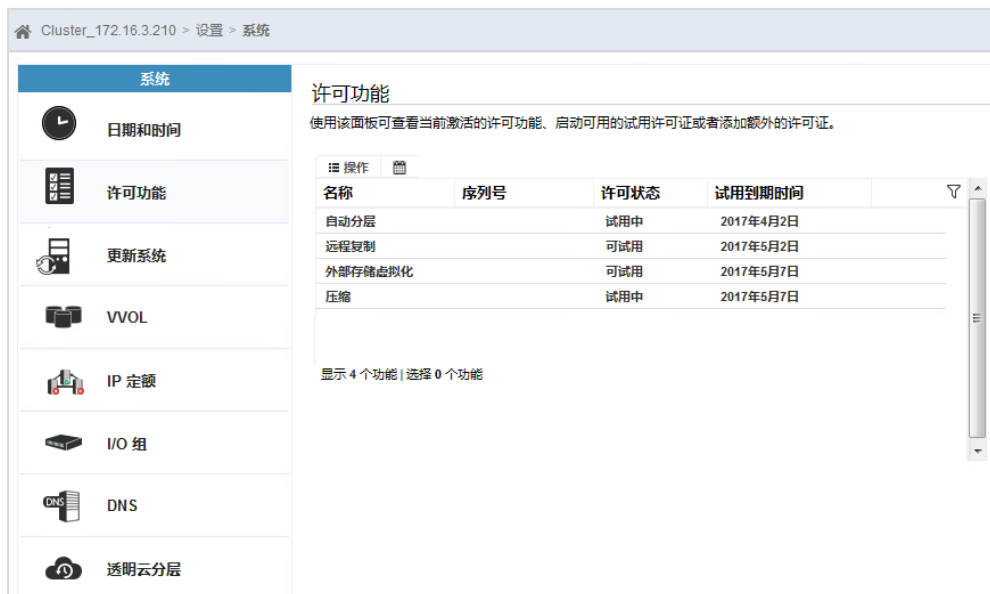 Cluster_172.16.3.210 > 设置 > 系统
系统
日期和时间
许可功能
更新系统
VVOL
IP 定额
I/O 组
DNS
DNS
透明云分层
许可功能
使用该面板可查看当前激活的许可功能、启动可用的试用许可证或者添加额外的许可证。
操作
名称 序列号 许可状态 试用到期时间
自动分层 试用中 2017年4月2日
远程复制 可试用 2017年5月2日
外部存储虚拟化 可试用 2017年5月7日
压缩 试用中 2017年5月7日
显示 4 个功能 | 选择 0 个功能